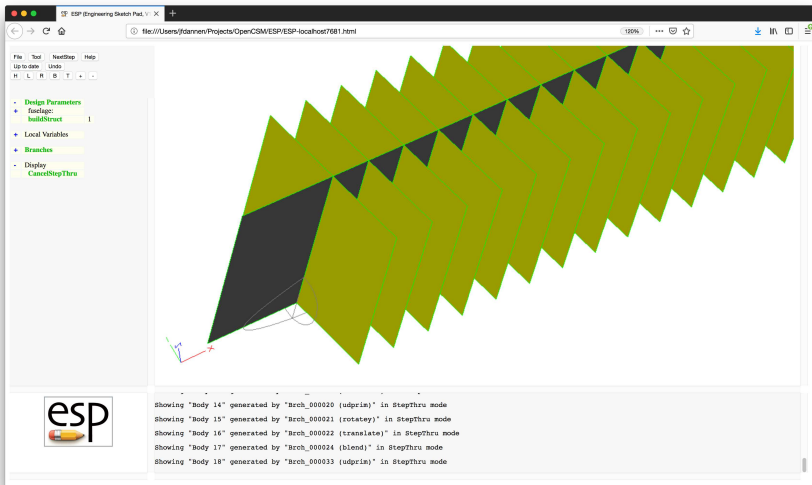 ESP (Engineering Sketch Pad, V
file:///Users/jfdannen/Projects/OpenCSM/ESP/ESP-localhost7681.html
120%
File Tool NextStep Help
Up to date Undo
H L R B T + -
- Design Parameters
+ fuselage:
buildStruct 1
+ Local Variables
+ Branches
- Display
CancelStepThru
X
esp
Showing "Body 14" generated by "Brch_000020 (udprim)" in StepThru mode
Showing "Body 15" generated by "Brch_000021 (rotatey)" in StepThru mode
Showing "Body 16" generated by "Brch_000022 (translate)" in StepThru mode
Showing "Body 17" generated by "Brch_000024 (blend)" in StepThru mode
Showing "Body 18" generated by "Brch_000033 (udprim)" in StepThru mode